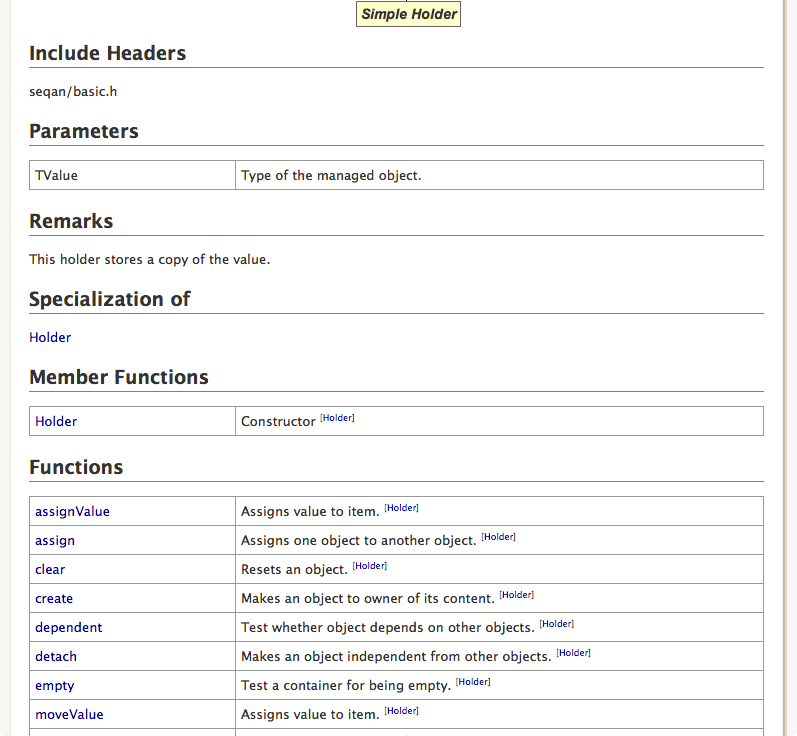 Simple Holder
Include Headers
seqan/basic.h
Parameters
TValue Type of the managed object.
Remarks
This holder stores a copy of the value.
Specialization of
Holder
Member Functions
Holder Constructor [Holder]
Functions
assignValue Assigns value to item. [Holder]
assign Assigns one object to another object. [Holder]
clear Resets an object. [Holder]
create Makes an object to owner of its content. [Holder]
dependent Test whether object depends on other objects. [Holder]
detach Makes an object independent from other objects. [Holder]
empty Test a container for being empty. [Holder]
moveValue Assigns value to item. [Holder]